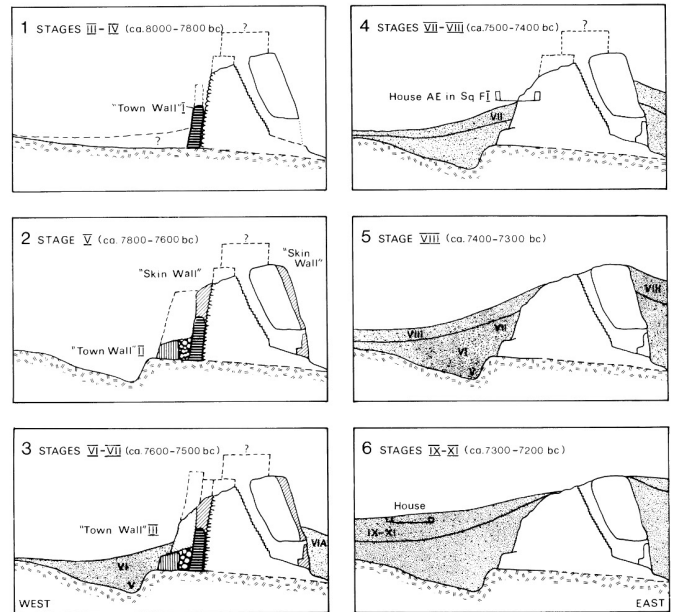 1 STAGES III-IV (ca.8000-7800 bc)
?
"Town Wall" I
?
2 STAGE V (ca.7800-7600 bc)
?
"Skin
Wall"
"Skin Wall"
"Town Wall" II
3 STAGES VI-VII (ca.7600-7500 bc)
?
"Town Wall" III
VI
V
VIA
WEST
4 STAGES VII-VIII (ca.7500-7400 bc)
?
House AE in Sq FI
VII
5 STAGE VIII (ca.7400-7300 bc)
VIII
VIII
VII
VI
V
6 STAGES IX-XI (ca.7300-7200 bc)
House
IX-XI
EAST